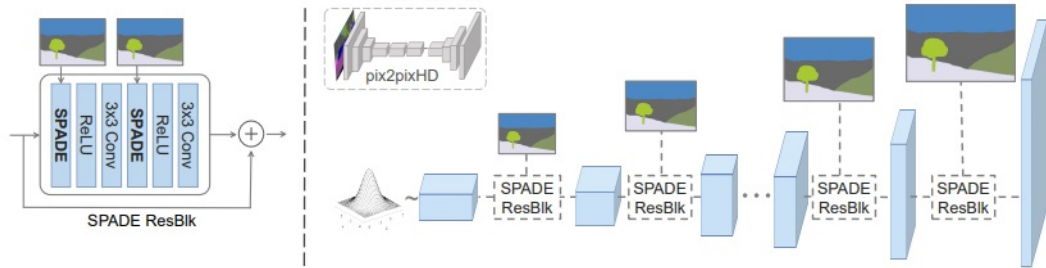 SPADE
ReLU
3x3 Conv
SPADE
ReLU
3x3 Conv
SPADE ResBlk
pix2pixHD
~
SPADE
ResBlk
SPADE
ResBlk
SPADE
ResBlk
SPADE
ResBlk